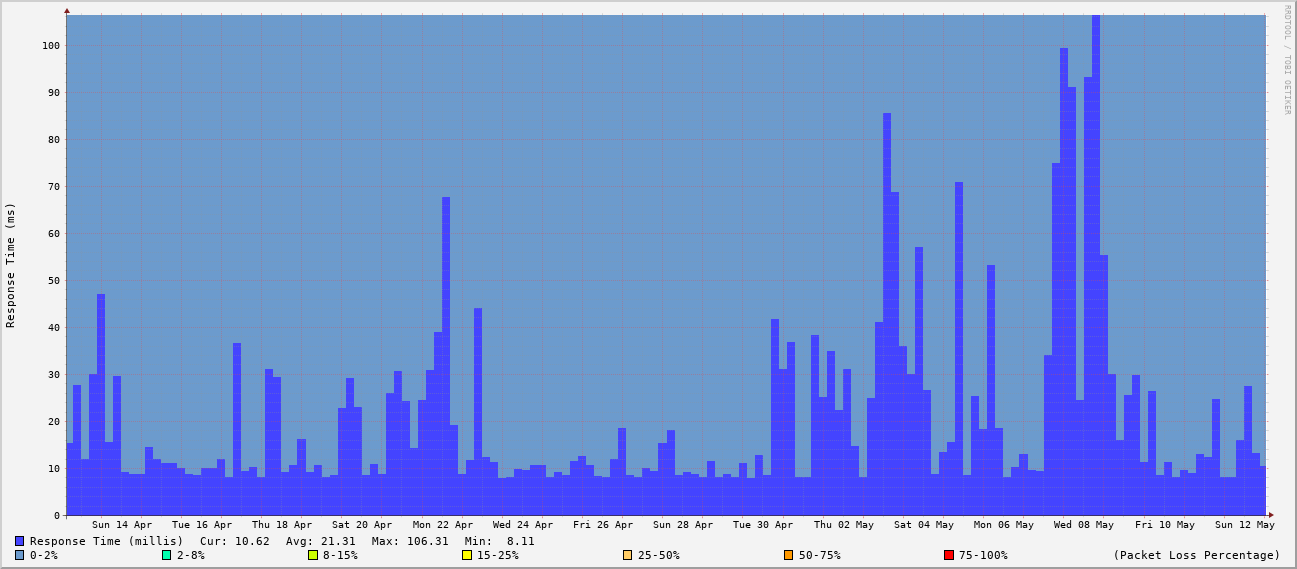 RRDTOOL / TOBI OETIKER
Response Time (ms)
100
90
80
70
60
50
40
30
20
10
0
Sun 14 Apr Tue 16 Apr Thu 18 Apr Sat 20 Apr Mon 22 Apr Wed 24 Apr Fri 26 Apr Sun 28 Apr Tue 30 Apr Thu 02 May Sat 04 May Mon 06 May Wed 08 May Fri 10 May Sun 12 May
Response Time (millis) Cur: 10.62 Avg: 21.31 Max: 106.31 Min: 8.11
0-2% 2-8% 8-15% 15-25% 25-50% 50-75% 75-100% (Packet Loss Percentage)